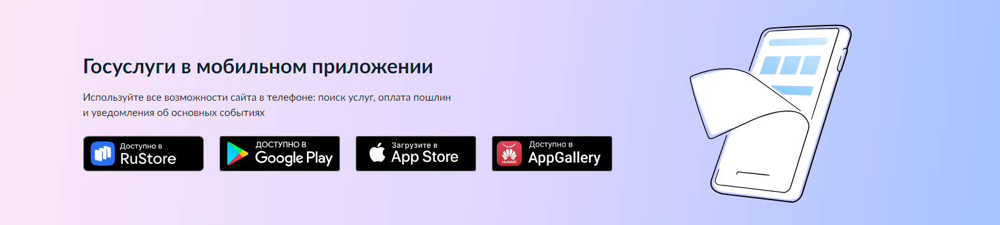 Госуслуги в мобильном приложении
Используйте все возможности сайта в телефоне: поиск услуг, оплата пошлин
и уведомления об основных событиях
Доступно в
RuStore
ДОСТУПНО В
Google Play
Загрузите в
App Store
HUAWEI
Доступно в
AppGallery